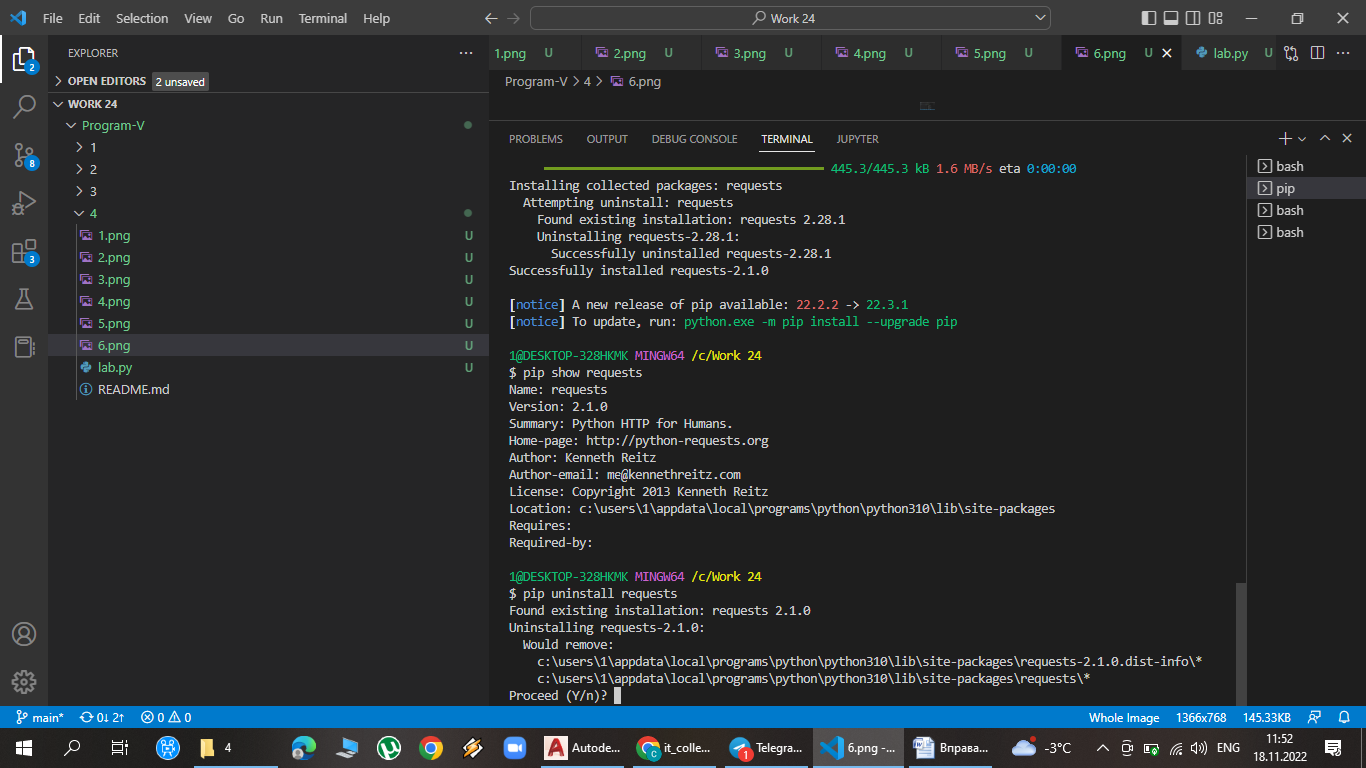 File Edit Selection View Go Run Terminal Help
Work 24
EXPLORER
OPEN EDITORS 2 unsaved
WORK 24
Program-V
1
2
3
4
1.png U
2.png U
3.png U
4.png U
5.png U
6.png U
lab.py U
README.md
2
8
3
1.png U 2.png U 3.png U 4.png U 5.png U 6.png U lab.py U
Program-V > 4 > 6.png
PROBLEMS OUTPUT DEBUG CONSOLE TERMINAL JUPYTER
445.3/445.3 kB 1.6 MB/s eta 0:00:00
Installing collected packages: requests
Attempting uninstall: requests
Found existing installation: requests 2.28.1
Uninstalling requests-2.28.1:
Successfully uninstalled requests-2.28.1
Successfully installed requests-2.1.0
[notice] A new release of pip available: 22.2.2 -> 22.3.1
[notice] To update, run: python.exe -m pip install --upgrade pip
1@DESKTOP-328HKMK MINGW64 /c/Work 24
$ pip show requests
Name: requests
Version: 2.1.0
Summary: Python HTTP for Humans.
Home-page: http://python-requests.org
Author: Kenneth Reitz
Author-email: me@kennethreitz.com
License: Copyright 2013 Kenneth Reitz
Location: c:\users\1\appdata\local\programs\python\python310\lib\site-packages
Requires:
Required-by:
1@DESKTOP-328HKMK MINGW64 /c/Work 24
$ pip uninstall requests
Found existing installation: requests 2.1.0
Uninstalling requests-2.1.0:
Would remove:
c:\users\1\appdata\local\programs\python\python310\lib\site-packages\requests-2.1.0.dist-info\*
c:\users\1\appdata\local\programs\python\python310\lib\site-packages\requests\*
Proceed (Y/n)?
bash
pip
bash
bash
main* 0↓ 2↑ 0 0
Whole Image 1366x768 145.33KB
4 Autode... it_colle... Telegra... 6.png -... Вправа... -3°C ENG
1
11:52
18.11.2022